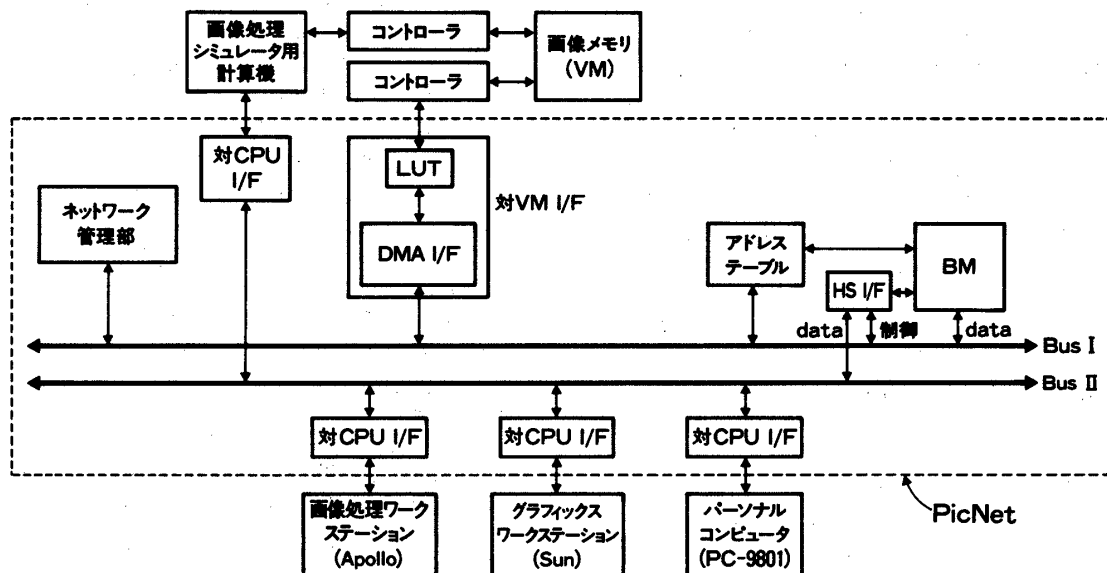 画像処理
シミュレータ用
計算機
コントローラ
コントローラ
画像メモリ
(VM)
対CPU
I/F
LUT
対VM I/F
DMA I/F
ネットワーク
管理部
アドレス
テーブル
BM
HS I/F
data
制御
data
Bus I
Bus II
対CPU I/F
対CPU I/F
対CPU I/F
画像処理ワーク
ステーション
(Apollo)
グラフィックス
ワークステーション
(Sun)
パーソナル
コンピュータ
(PC-9801)
PicNet